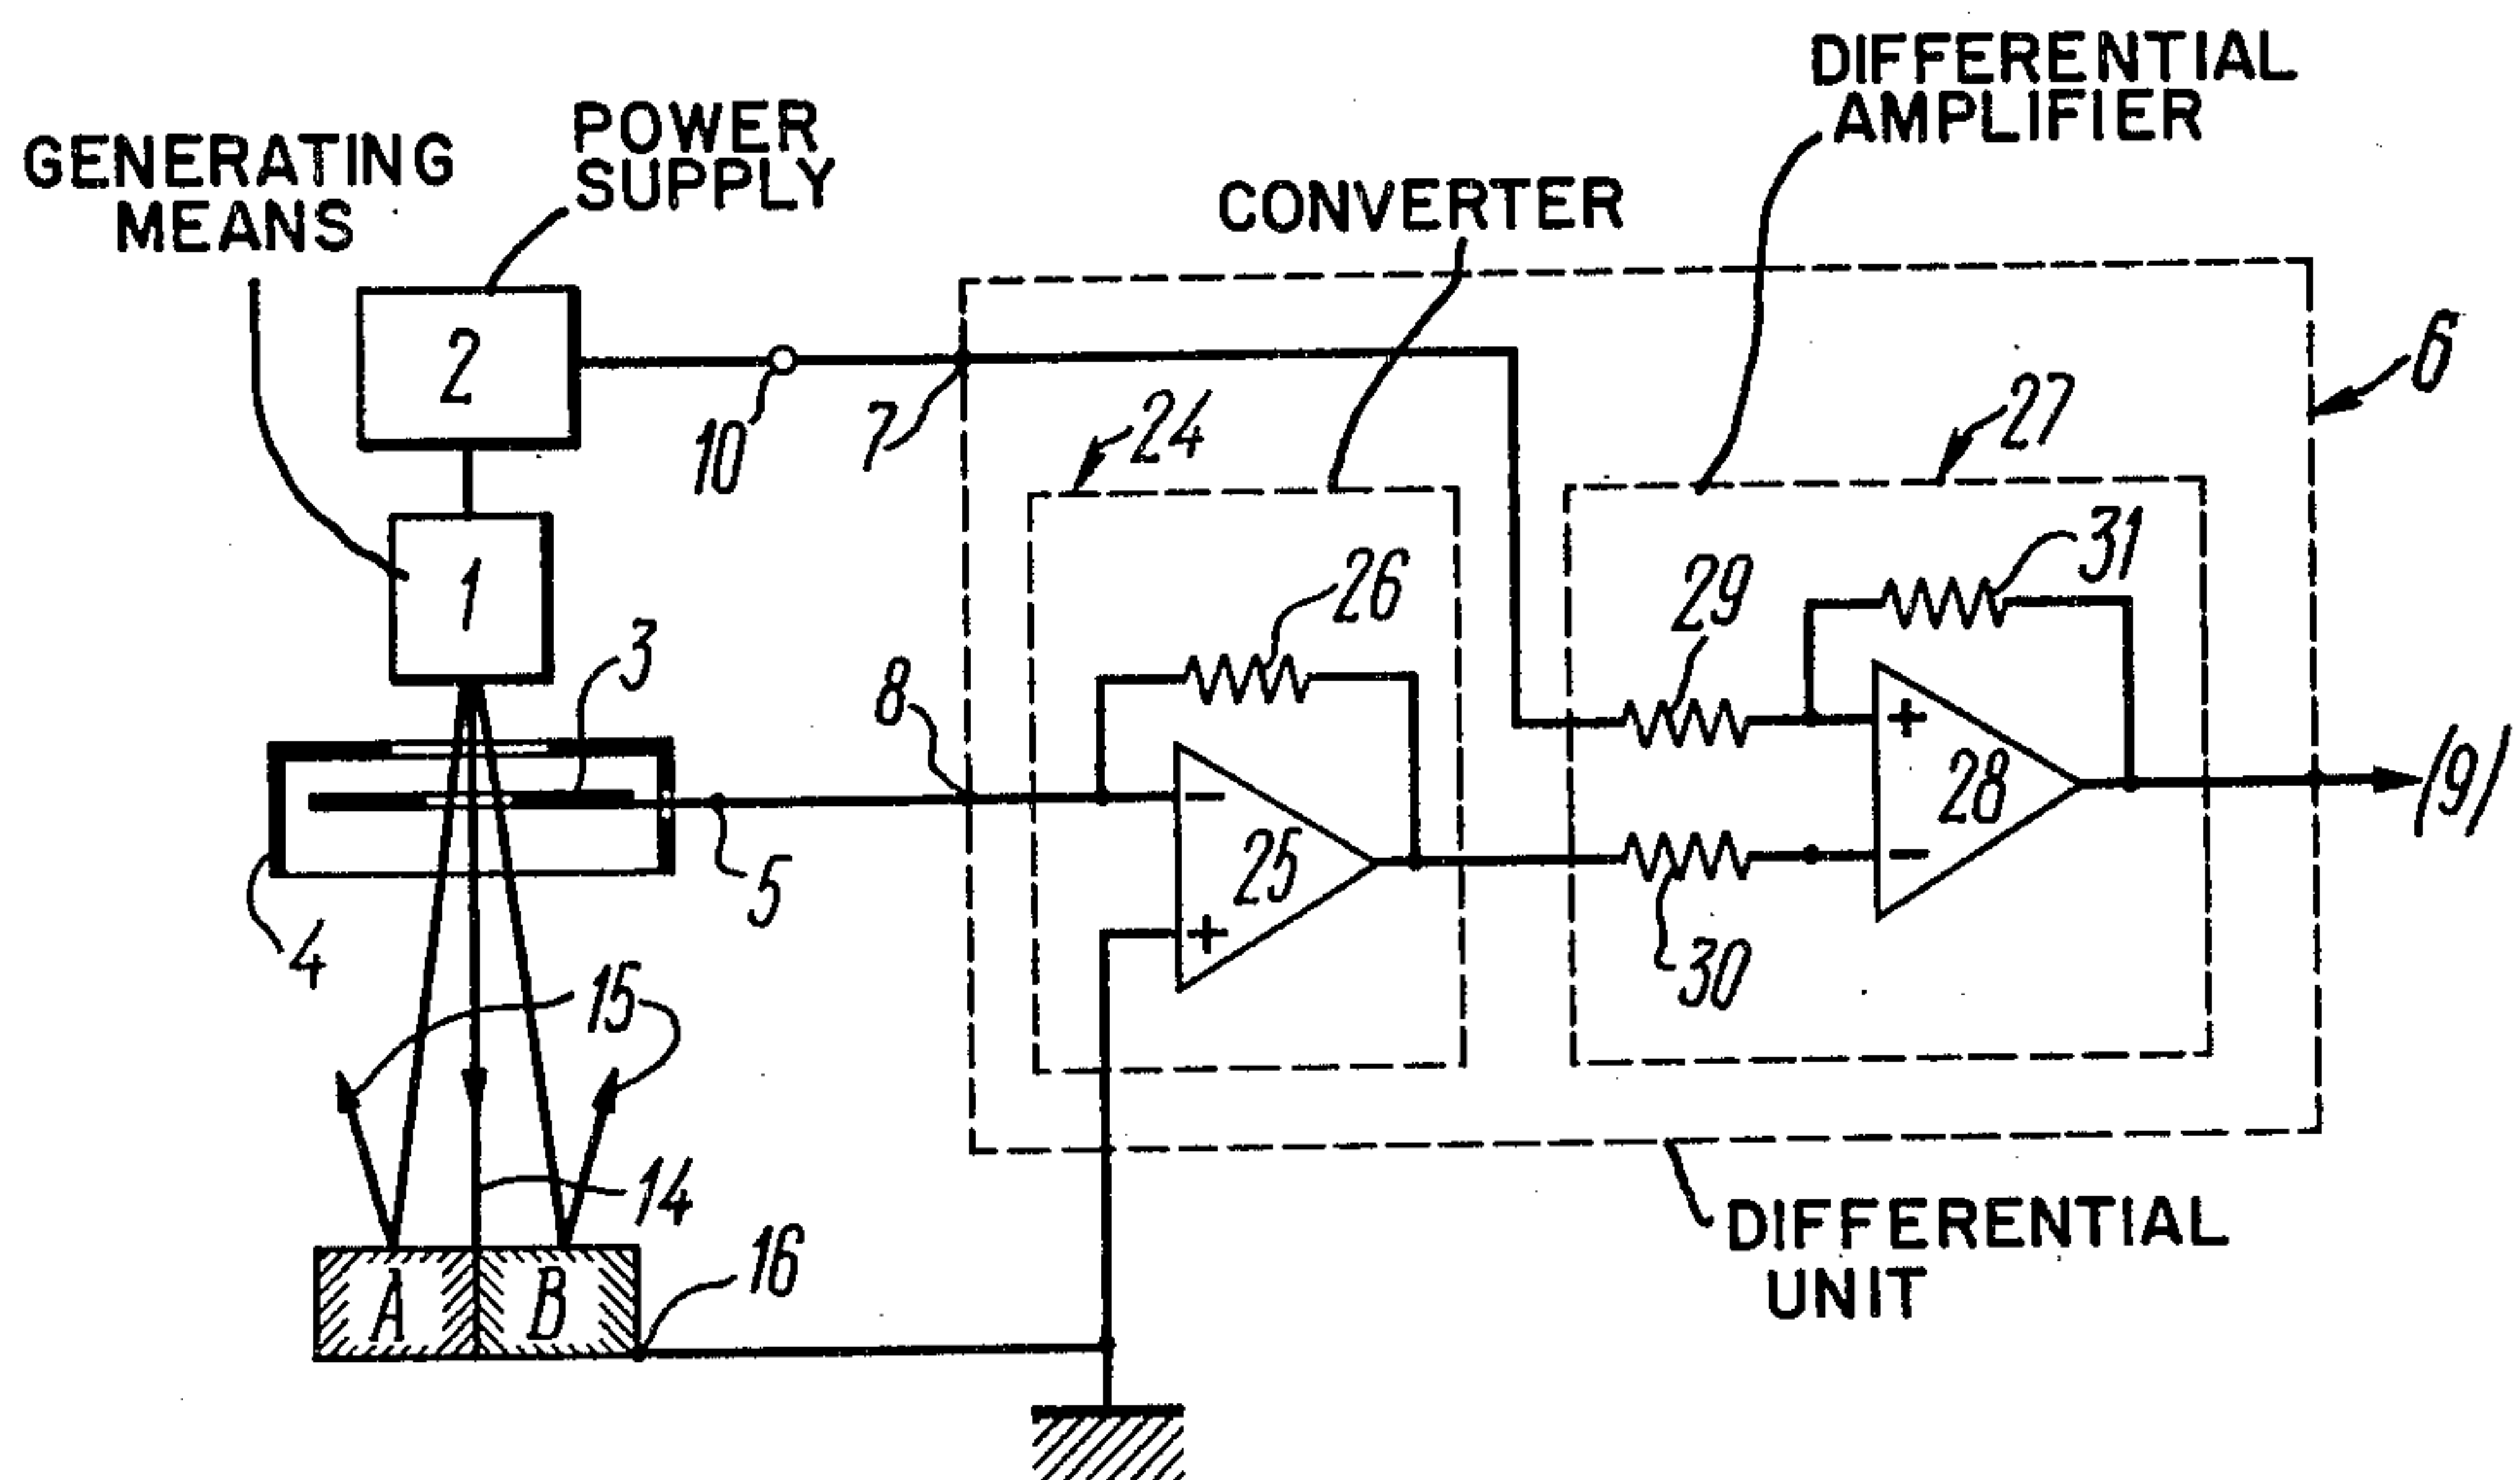 DIFFERENTIAL
AMPLIFIER
POWER
SUPPLY
GENERATING
MEANS
CONVERTER
2
10
7
24
27
6
1
3
8
26
29
31
4
5
25
28
30
(9)
+
-
-
+
15
14
16
A
B
DIFFERENTIAL
UNIT